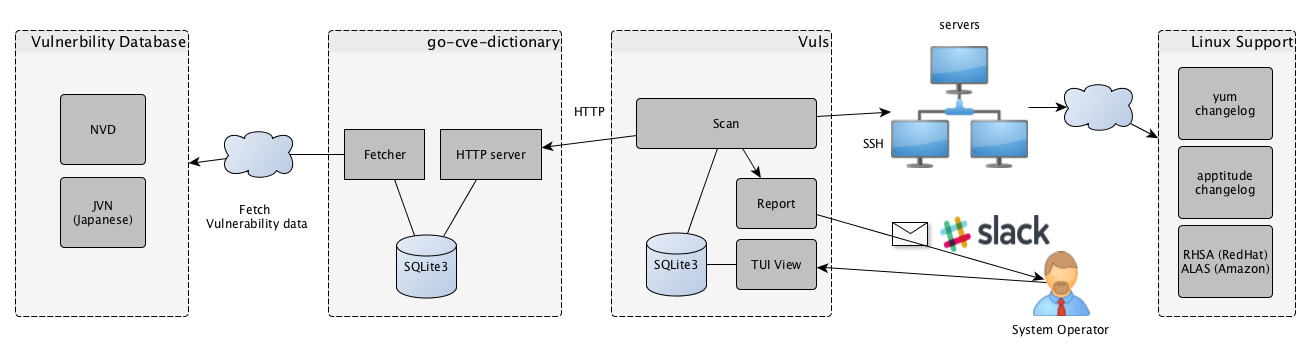 Vulnerbility Database
NVD
JVN
(Japanese)
Fetch
Vulnerability data
go-cve-dictionary
Fetcher
HTTP server
SQLite3
HTTP
Vuls
Scan
Report
SQLite3
TUI View
servers
SSH
slack
System Operator
Linux Support
yum
changelog
apptitude
changelog
RHSA (RedHat)
ALAS (Amazon)